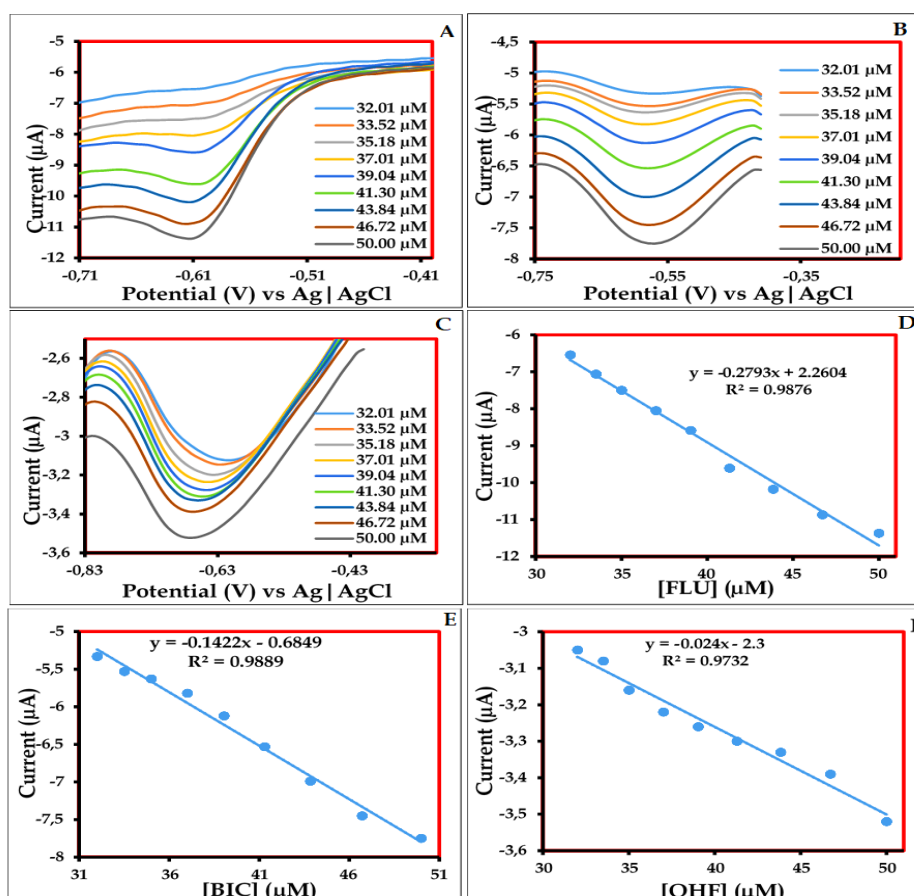 A
-5
-6
-7
-8
-9
-10
-11
-12
Current (µA)
32.01 µM
33.52 µM
35.18 µM
37.01 µM
39.04 µM
41.30 µM
43.84 µM
46.72 µM
50.00 µM
-0,71
-0,61
-0,51
-0,41
Potential (V) vs Ag|AgCl
B
-4,5
-5
-5,5
-6
-6,5
-7
-7,5
-8
Current (µA)
32.01 µM
33.52 µM
35.18 µM
37.01 µM
39.04 µM
41.30 µM
43.84 µM
46.72 µM
50.00 µM
-0,75
-0,55
-0,35
Potential (V) vs Ag|AgCl
C
-2,6
-2,8
-3
-3,2
-3,4
-3,6
Current (µA)
32.01 µM
33.52 µM
35.18 µM
37.01 µM
39.04 µM
41.30 µM
43.84 µM
46.72 µM
50.00 µM
-0,83
-0,63
-0,43
Potential (V) vs Ag|AgCl
D
-6
-7
-8
-9
-10
-11
-12
Current (µA)
y = -0.2793x + 2.2604
R² = 0.9876
30
35
40
45
50
[FLU] (µM)
E
-5
-5,5
-6
-6,5
-7
-7,5
-8
Current (µA)
y = -0.1422x - 0.6849
R² = 0.9889
31
36
41
46
51
[BIC] (µM)
-3
-3,1
-3,2
-3,3
-3,4
-3,5
-3,6
Current (µA)
y = -0.024x - 2.3
R² = 0.9732
30
35
40
45
50
[OHF] (µM)